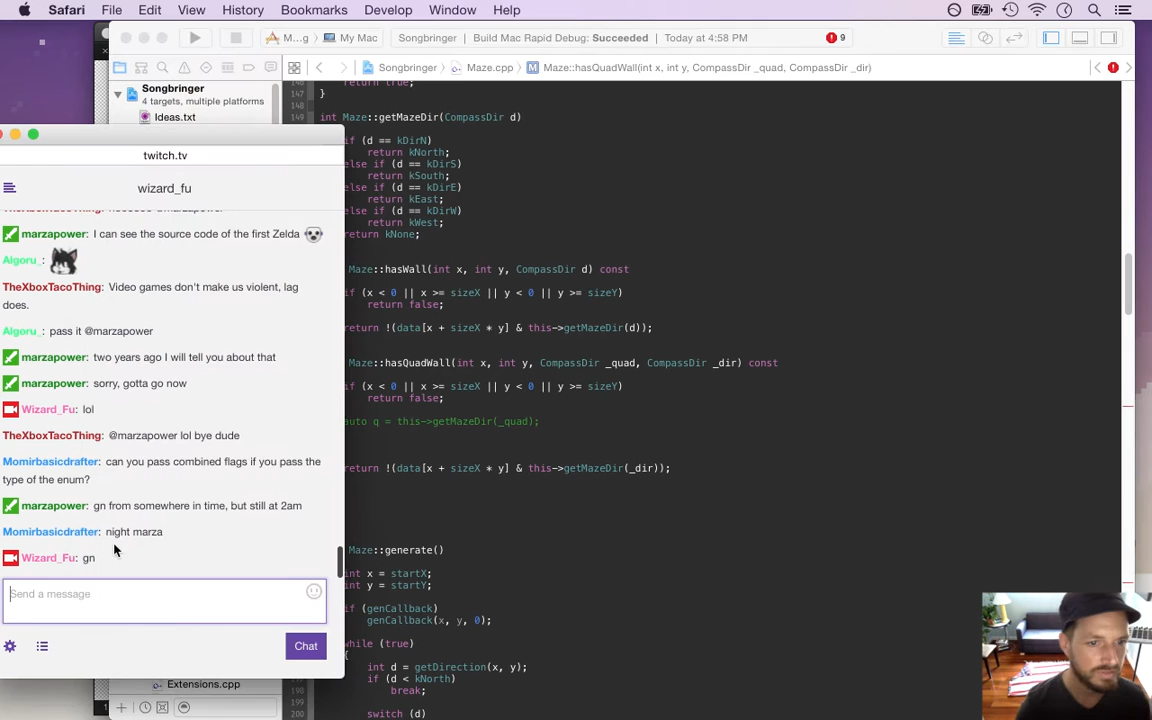 Safari File Edit View History Bookmarks Develop Window Help
M...g My Mac Songbringer Build Mac Rapid Debug: Succeeded Today at 4:58 PM 9
Songbringer Maze.cpp Maze::hasQuadWall(int x, int y, CompassDir _quad, CompassDir _dir)
Songbringer
4 targets, multiple platforms
Ideas.txt
twitch.tv
wizard_fu
marzapower: I can see the source code of the first Zelda
Algoru_:
TheXboxTacoThing: Video games don't make us violent, lag
does.
Algoru_: pass it @marzapower
marzapower: two years ago I will tell you about that
marzapower: sorry, gotta go now
Wizard_Fu: lol
TheXboxTacoThing: @marzapower lol bye dude
Momirbasicdrafter: can you pass combined flags if you pass the
type of the enum?
marzapower: gn from somewhere in time, but still at 2am
Momirbasicdrafter: night marza
Wizard_Fu: gn
Send a message
Chat
Extensions.cpp
return true;
147 }
148
149 int Maze::getMazeDir(CompassDir d)
if (d == kDirN)
return kNorth;
else if (d == kDirS)
return kSouth;
else if (d == kDirE)
return kEast;
else if (d == kDirW)
return kWest;
return kNone;
Maze::hasWall(int x, int y, CompassDir d) const
if (x < 0 || x >= sizeX || y < 0 || y >= sizeY)
return false;
return !(data[x + sizeX * y] & this->getMazeDir(d));
Maze::hasQuadWall(int x, int y, CompassDir _quad, CompassDir _dir) const
if (x < 0 || x >= sizeX || y < 0 || y >= sizeY)
return false;
auto q = this->getMazeDir(_quad);
return !(data[x + sizeX * y] & this->getMazeDir(_dir));
Maze::generate()
int x = startX;
int y = startY;
if (genCallback)
genCallback(x, y, 0);
while (true)
{
int d = getDirection(x, y);
if (d < kNorth)
198 break;
199
200 switch (d)